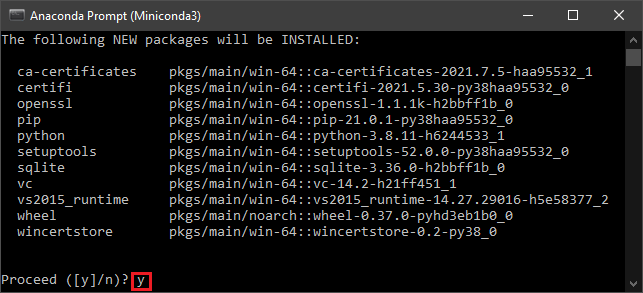 Anaconda Prompt (Miniconda3)
The following NEW packages will be INSTALLED:
ca-certificates pkgs/main/win-64::ca-certificates-2021.7.5-haa95532_1
certifi pkgs/main/win-64::certifi-2021.5.30-py38haa95532_0
openssl pkgs/main/win-64::openssl-1.1.1k-h2bbff1b_0
pip pkgs/main/win-64::pip-21.0.1-py38haa95532_0
python pkgs/main/win-64::python-3.8.11-h6244533_1
setuptools pkgs/main/win-64::setuptools-52.0.0-py38haa95532_0
sqlite pkgs/main/win-64::sqlite-3.36.0-h2bbff1b_0
vc pkgs/main/win-64::vc-14.2-h21ff451_1
vs2015_runtime pkgs/main/win-64::vs2015_runtime-14.27.29016-h5e58377_2
wheel pkgs/main/noarch::wheel-0.37.0-pyhd3eb1b0_0
wincertstore pkgs/main/win-64::wincertstore-0.2-py38_0
Proceed ([y]/n)? y